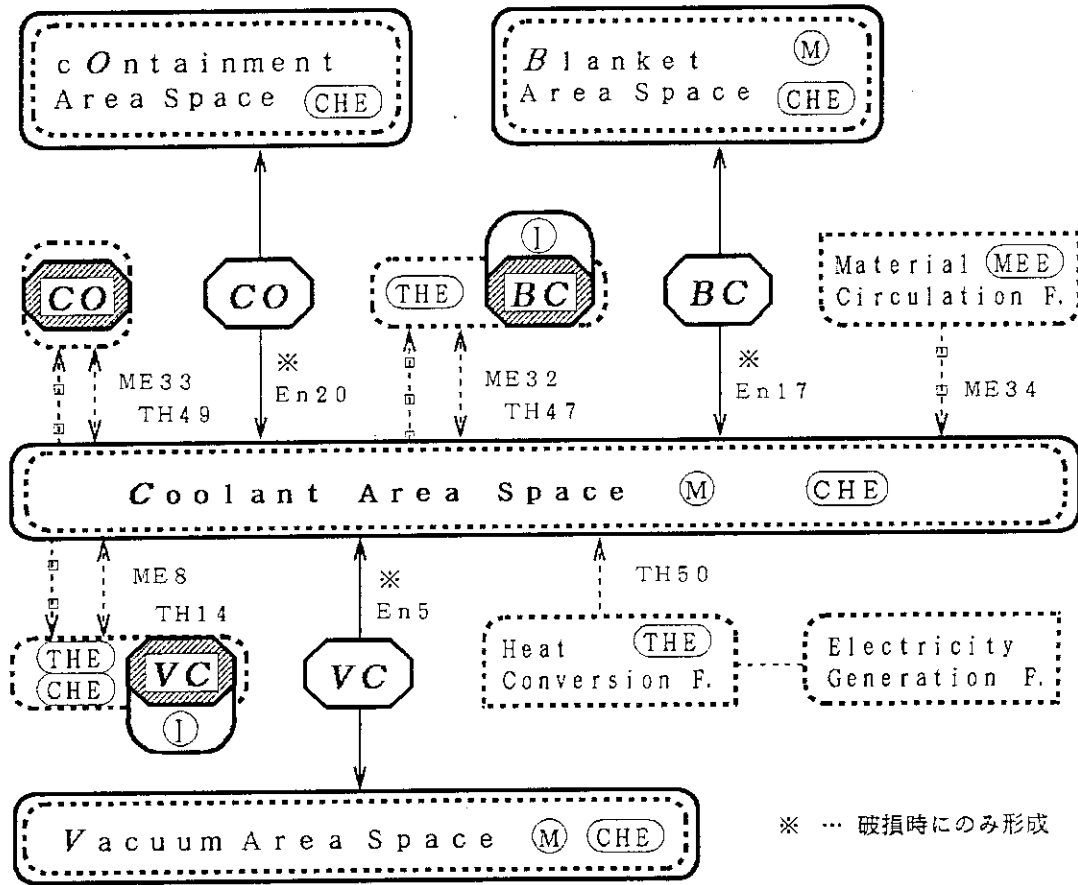 cOntainment
Area Space CHE
Blanket M
Area Space CHE
CO
CO
THE
I
BC
BC
Material MEE
Circulation F.
ME33
TH49
※
En20
ME32
TH47
※
En17
ME34
Coolant Area Space M CHE
ME8
TH14
※
En5
TH50
THE
CHE
VC
I
VC
Heat THE
Conversion F.
Electricity
Generation F.
Vacuum Area Space M CHE
※ … 破損時にのみ形成